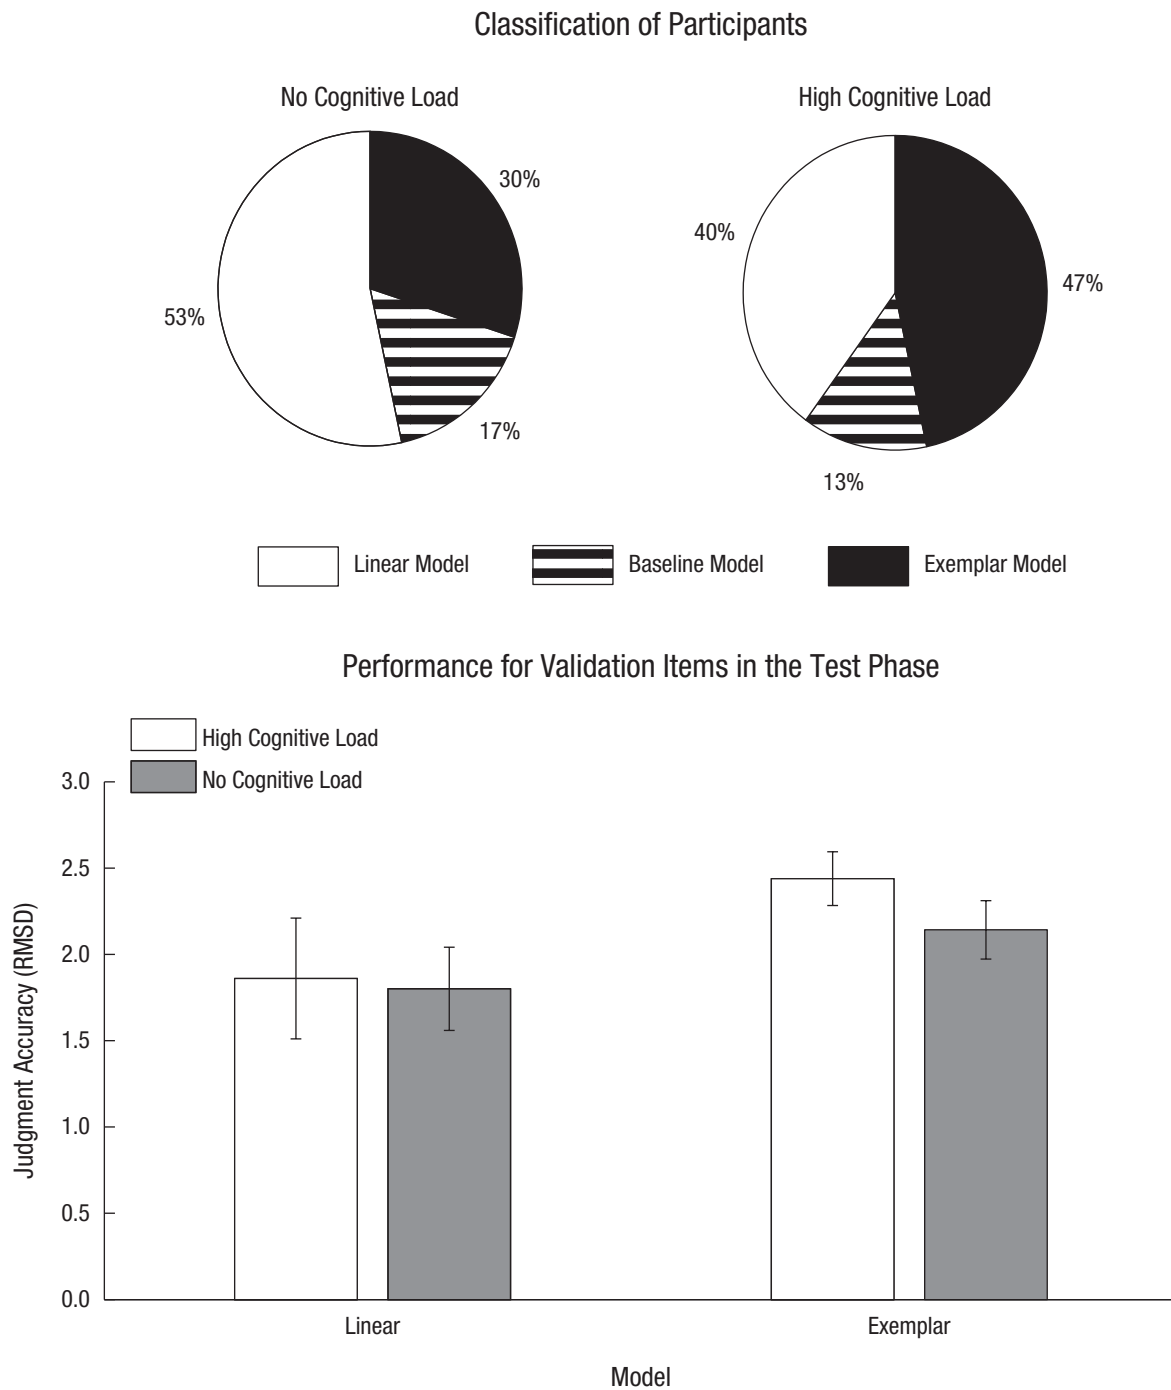 Classification of Participants
No Cognitive Load
High Cognitive Load
30%
53%
17%
40%
47%
13%
Linear Model
Baseline Model
Exemplar Model
Performance for Validation Items in the Test Phase
High Cognitive Load
No Cognitive Load
Judgment Accuracy (RMSD)
3.0
2.5
2.0
1.5
1.0
0.5
0.0
Linear
Exemplar
Model